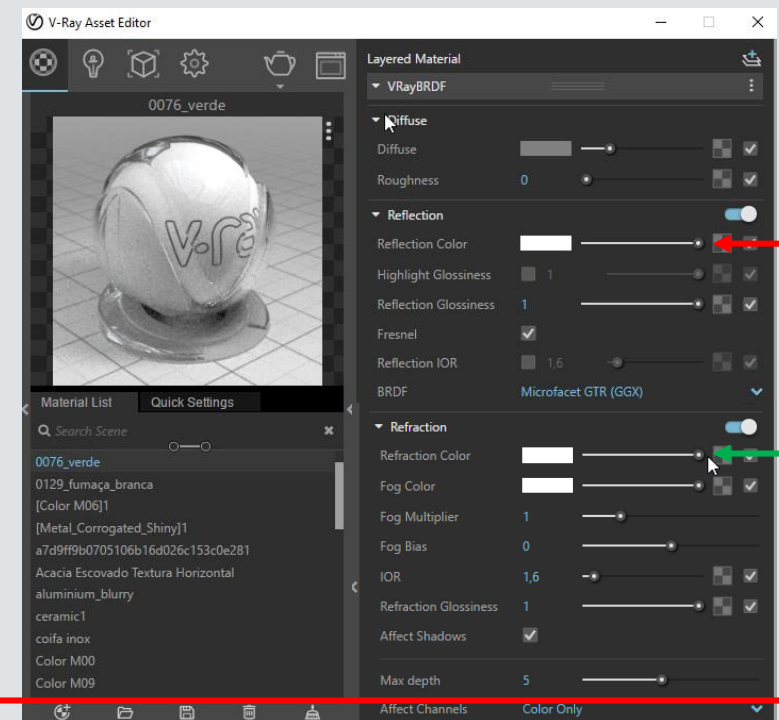 V-Ray Asset Editor
0076_verde
V-Ra
Material List Quick Settings
Search Scene
0076_verde
0129_fumaça_branca
[Color M06]1
[Metal_Corrogated_Shiny]1
a7d9ff9b0705106b16d026c153c0e281
Acacia Escovado Textura Horizontal
aluminium_blurry
ceramic1
coifa inox
Color M00
Color M09
Layered Material
VRayBRDF
Diffuse
Diffuse
Roughness 0
Reflection
Reflection Color
Highlight Glossiness 1
Reflection Glossiness 1
Fresnel
Reflection IOR 1,6
BRDF Microfacet GTR (GGX)
Refraction
Refraction Color
Fog Color
Fog Multiplier 1
Fog Bias 0
IOR 1,6
Refraction Glossiness 1
Affect Shadows
Max depth 5
Affect Channels Color Only